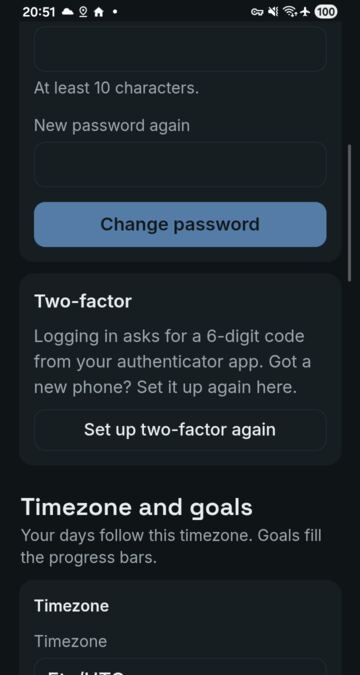 20:51
100
At least 10 characters.
New password again
Change password
Two-factor
Logging in asks for a 6-digit code
from your authenticator app. Got a
new phone? Set it up again here.
Set up two-factor again
Timezone and goals
Your days follow this timezone. Goals fill
the progress bars.
Timezone
Timezone
Etc/UTC